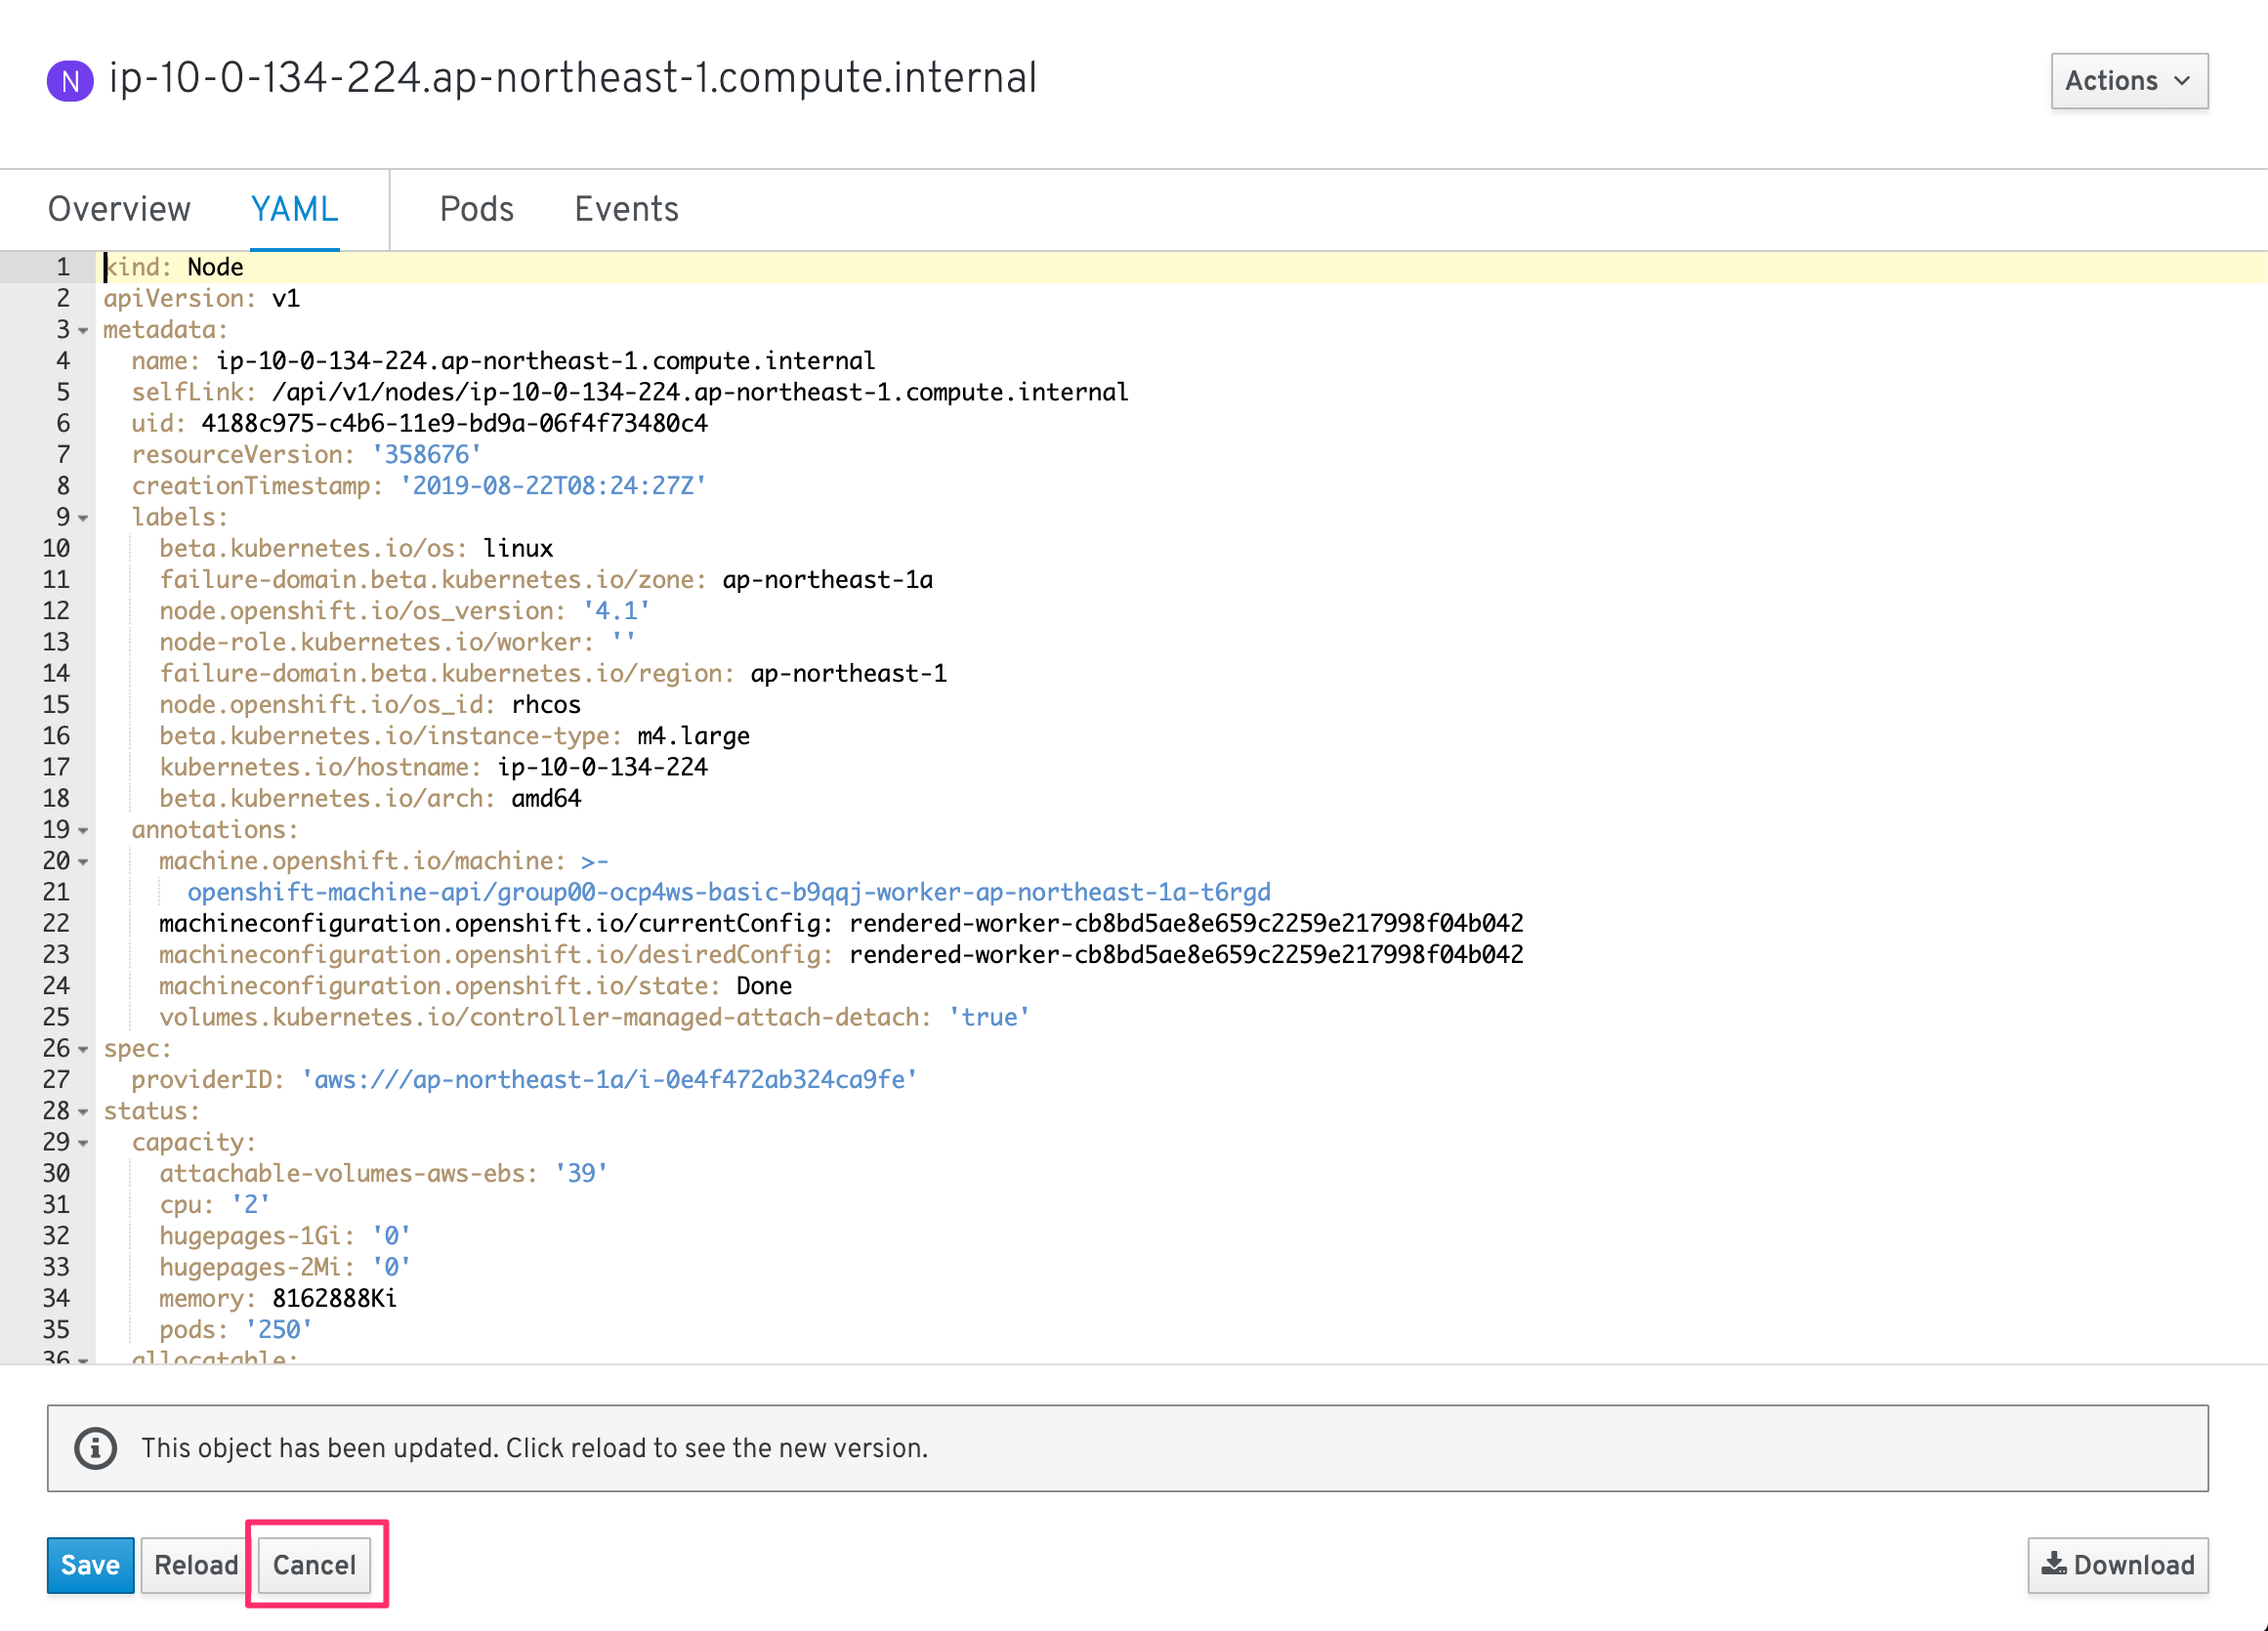 N ip-10-0-134-224.ap-northeast-1.compute.internal
Actions
Overview YAML Pods Events
1 kind: Node
2 apiVersion: v1
3 metadata:
4 name: ip-10-0-134-224.ap-northeast-1.compute.internal
5 selfLink: /api/v1/nodes/ip-10-0-134-224.ap-northeast-1.compute.internal
6 uid: 4188c975-c4b6-11e9-bd9a-06f4f73480c4
7 resourceVersion: '358676'
8 creationTimestamp: '2019-08-22T08:24:27Z'
9 labels:
10 beta.kubernetes.io/os: linux
11 failure-domain.beta.kubernetes.io/zone: ap-northeast-1a
12 node.openshift.io/os_version: '4.1'
13 node-role.kubernetes.io/worker: ''
14 failure-domain.beta.kubernetes.io/region: ap-northeast-1
15 node.openshift.io/os_id: rhcos
16 beta.kubernetes.io/instance-type: m4.large
17 kubernetes.io/hostname: ip-10-0-134-224
18 beta.kubernetes.io/arch: amd64
19 annotations:
20 machine.openshift.io/machine: >-
21 openshift-machine-api/group00-ocp4ws-basic-b9qqj-worker-ap-northeast-1a-t6rgd
22 machineconfiguration.openshift.io/currentConfig: rendered-worker-cb8bd5ae8e659c2259e217998f04b042
23 machineconfiguration.openshift.io/desiredConfig: rendered-worker-cb8bd5ae8e659c2259e217998f04b042
24 machineconfiguration.openshift.io/state: Done
25 volumes.kubernetes.io/controller-managed-attach-detach: 'true'
26 spec:
27 providerID: 'aws:///ap-northeast-1a/i-0e4f472ab324ca9fe'
28 status:
29 capacity:
30 attachable-volumes-aws-ebs: '39'
31 cpu: '2'
32 hugepages-1Gi: '0'
33 hugepages-2Mi: '0'
34 memory: 8162888Ki
35 pods: '250'
36 allocatable:
This object has been updated. Click reload to see the new version.
Save Reload Cancel Download